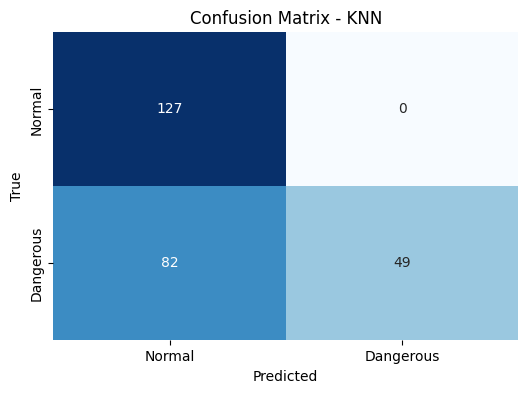 Confusion Matrix - KNN
True
Normal
127
0
Dangerous
82
49
Normal
Dangerous
Predicted